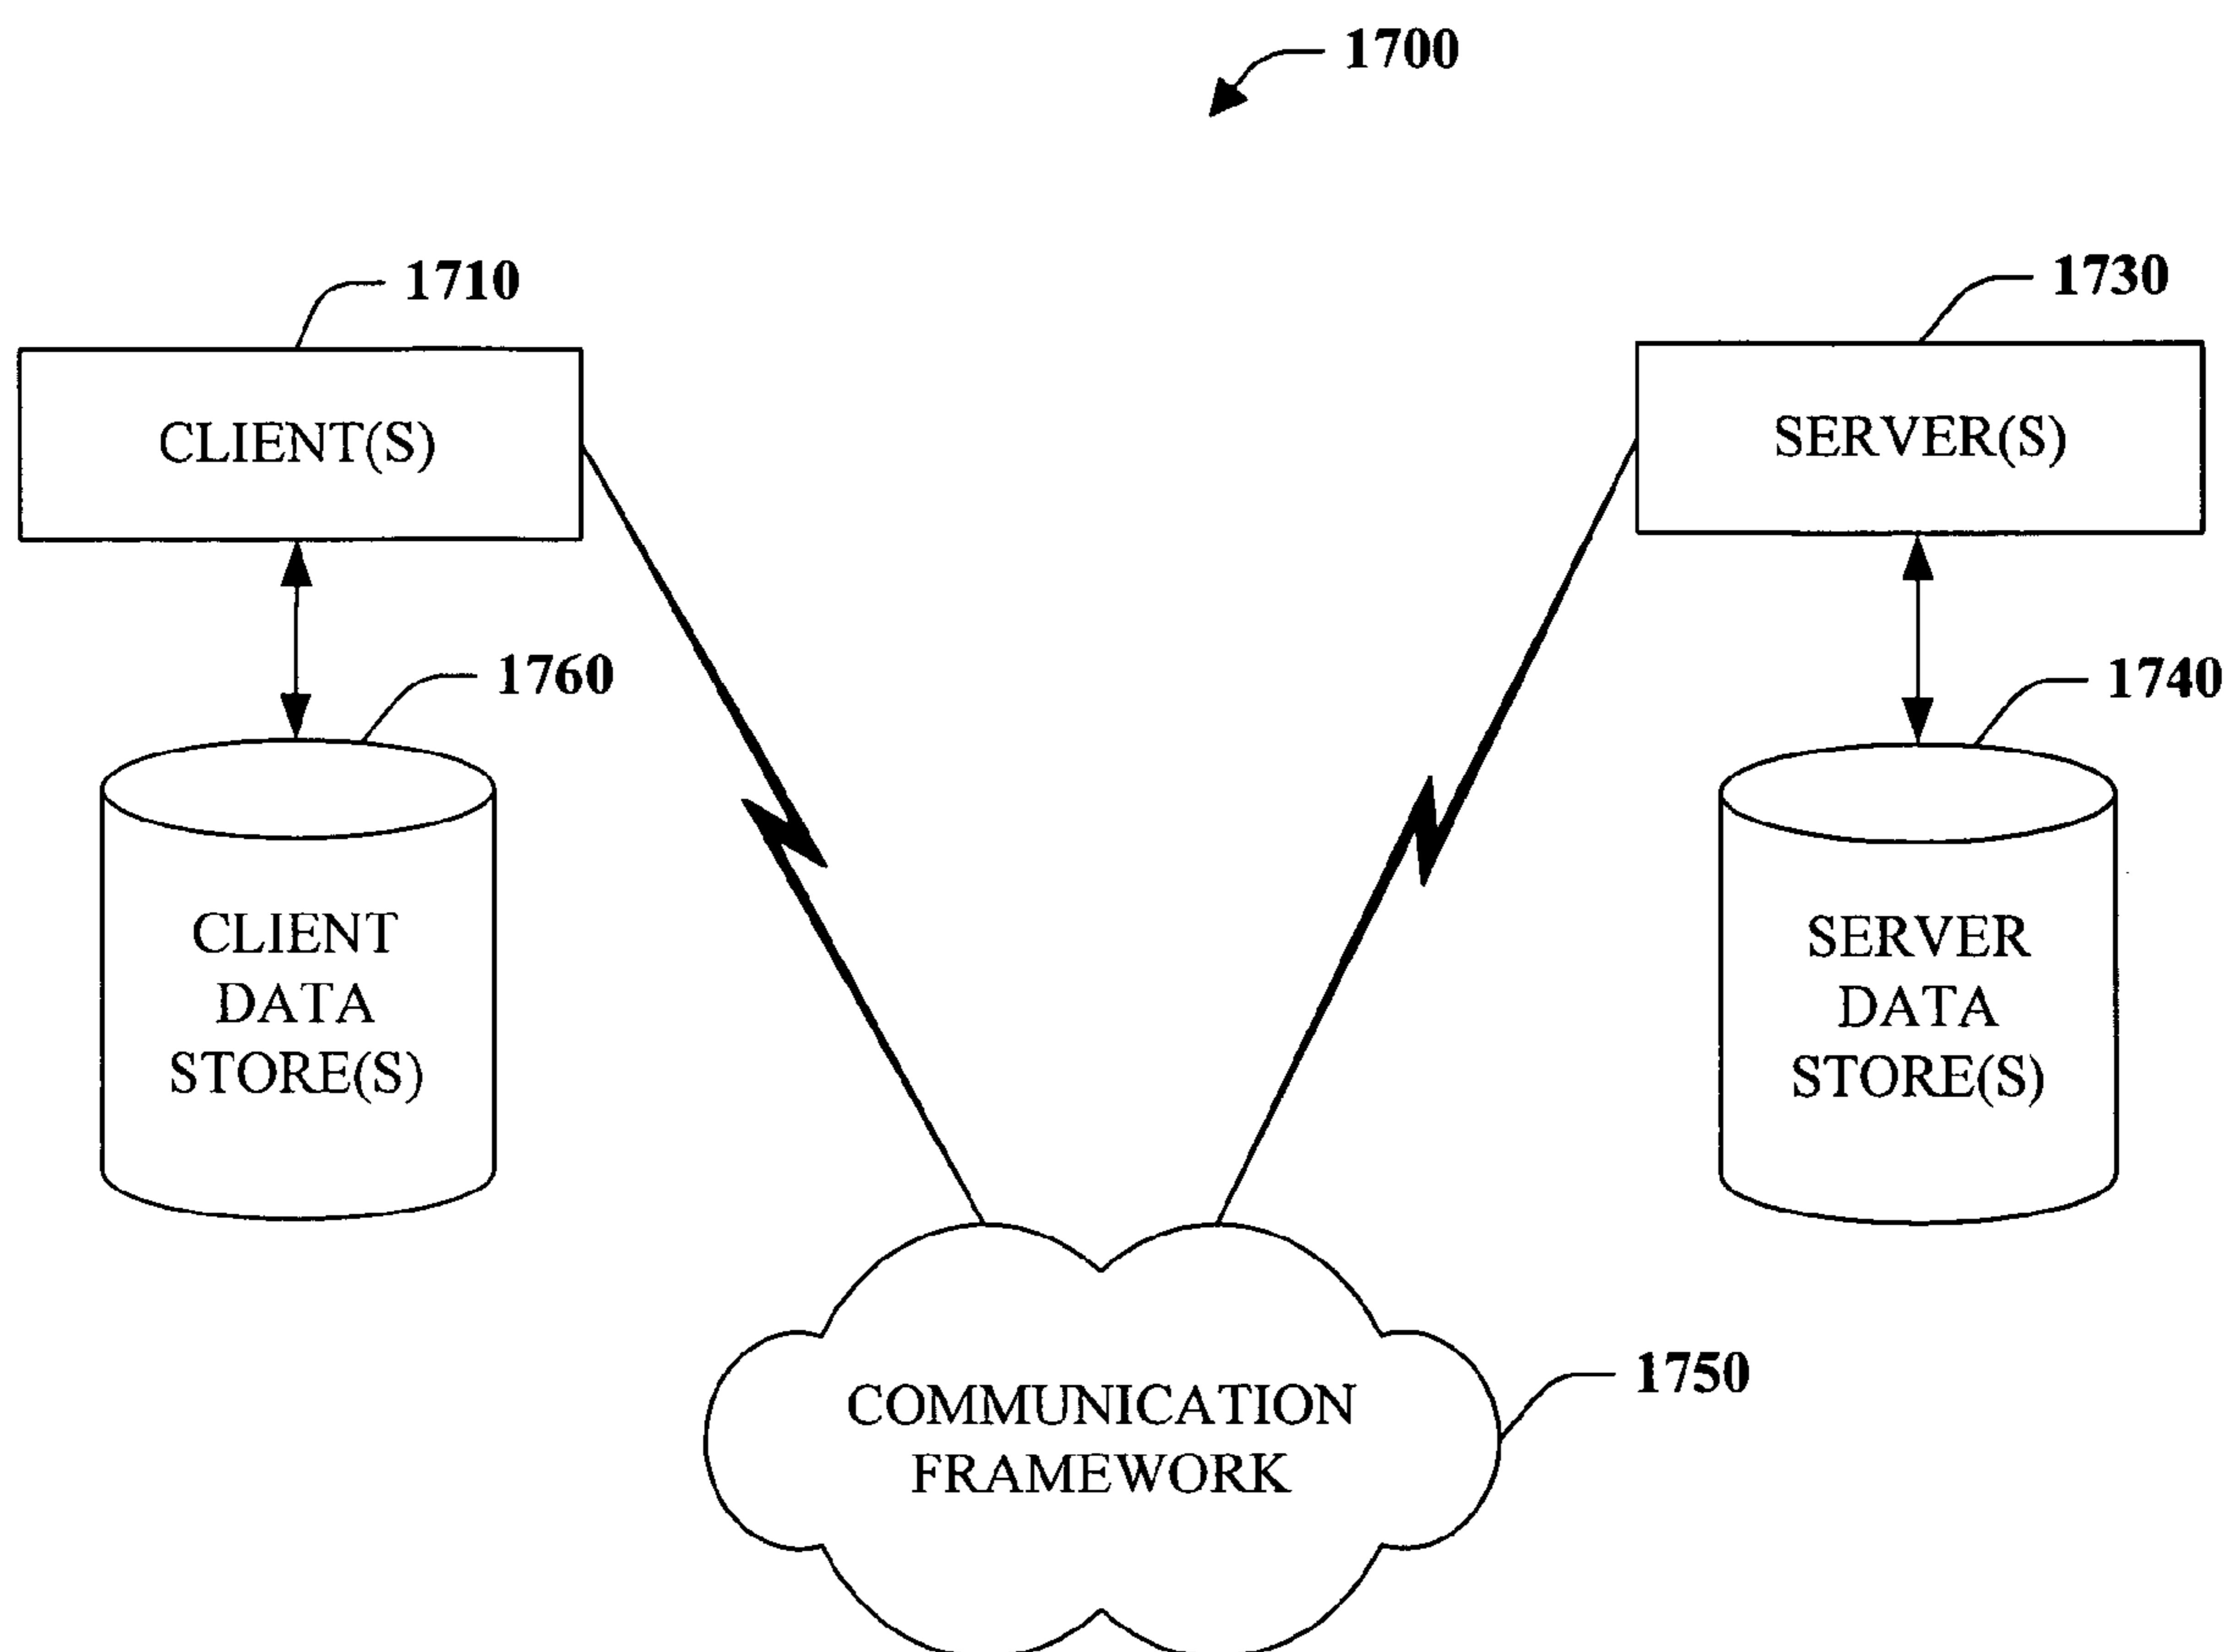 1700
1710
1730
CLIENT(S)
SERVER(S)
1760
1740
CLIENT
DATA
STORE(S)
SERVER
DATA
STORE(S)
1750
COMMUNICATION
FRAMEWORK